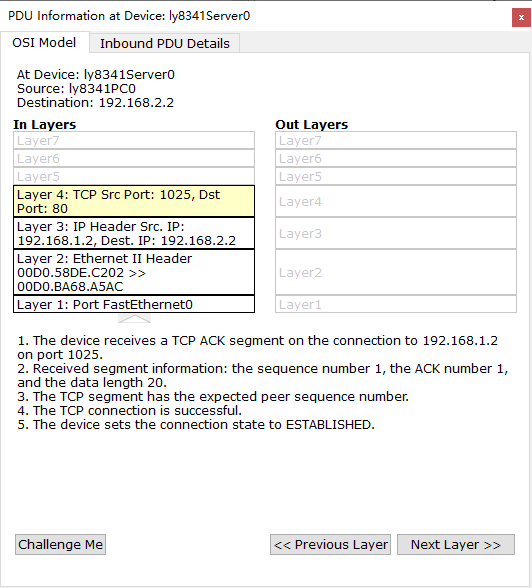 PDU Information at Device: ly8341Server0
x
OSI Model
Inbound PDU Details
At Device: ly8341Server0
Source: ly8341PC0
Destination: 192.168.2.2
In Layers
Layer7
Layer6
Layer5
Layer 4: TCP Src Port: 1025, Dst
Port: 80
Layer 3: IP Header Src. IP:
192.168.1.2, Dest. IP: 192.168.2.2
Layer 2: Ethernet II Header
00D0.58DE.C202 >>
00D0.BA68.A5AC
Layer 1: Port FastEthernet0
Out Layers
Layer7
Layer6
Layer5
Layer4
Layer3
Layer2
Layer1
1. The device receives a TCP ACK segment on the connection to 192.168.1.2
on port 1025.
2. Received segment information: the sequence number 1, the ACK number 1,
and the data length 20.
3. The TCP segment has the expected peer sequence number.
4. The TCP connection is successful.
5. The device sets the connection state to ESTABLISHED.
Challenge Me
<< Previous Layer
Next Layer >>